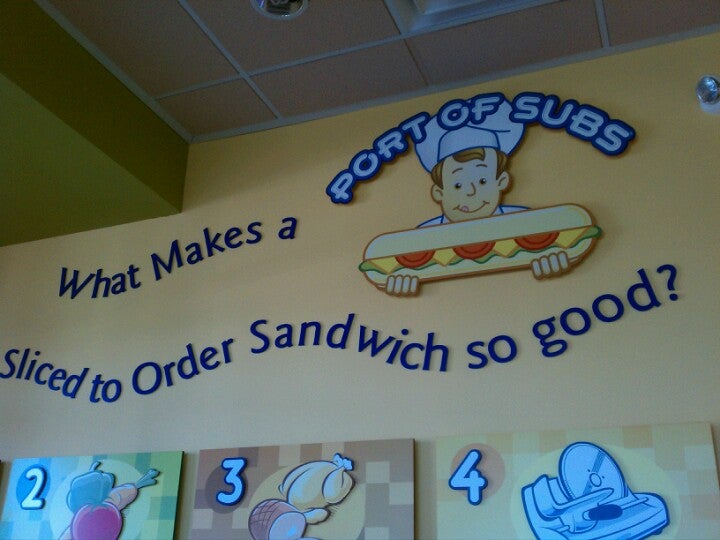 PORT OF SUBS
What Makes a
Sliced to Order Sandwich so good?
2
3
4